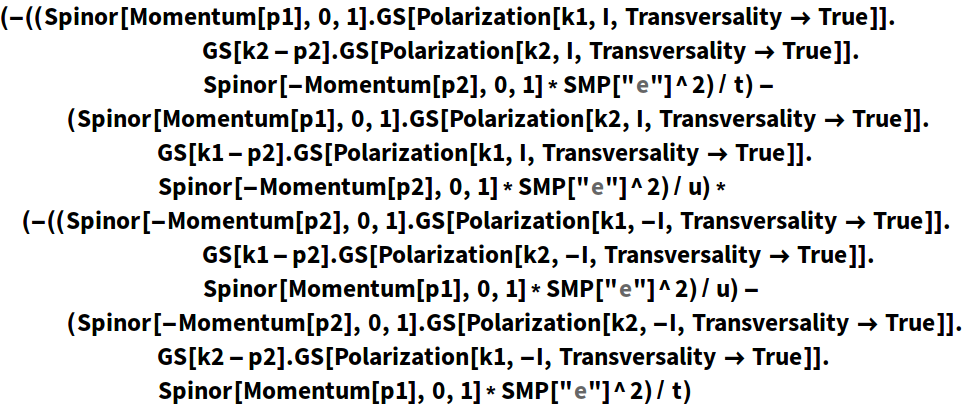 (−((Spinor[Momentum[p1], 0, 1].GS[Polarization[k1, I, Transversality → True]].
GS[k2 − p2].GS[Polarization[k2, I, Transversality → True]].
Spinor[−Momentum[p2], 0, 1] * SMP["e"] ^ 2) / t) −
(Spinor[Momentum[p1], 0, 1].GS[Polarization[k2, I, Transversality → True]].
GS[k1 − p2].GS[Polarization[k1, I, Transversality → True]].
Spinor[−Momentum[p2], 0, 1] * SMP["e"] ^ 2) / u) *
(−((Spinor[−Momentum[p2], 0, 1].GS[Polarization[k1, −I, Transversality → True]].
GS[k1 − p2].GS[Polarization[k2, −I, Transversality → True]].
Spinor[Momentum[p1], 0, 1] * SMP["e"] ^ 2) / u) −
(Spinor[−Momentum[p2], 0, 1].GS[Polarization[k2, −I, Transversality → True]].
GS[k2 − p2].GS[Polarization[k1, −I, Transversality → True]].
Spinor[Momentum[p1], 0, 1] * SMP["e"] ^ 2) / t)